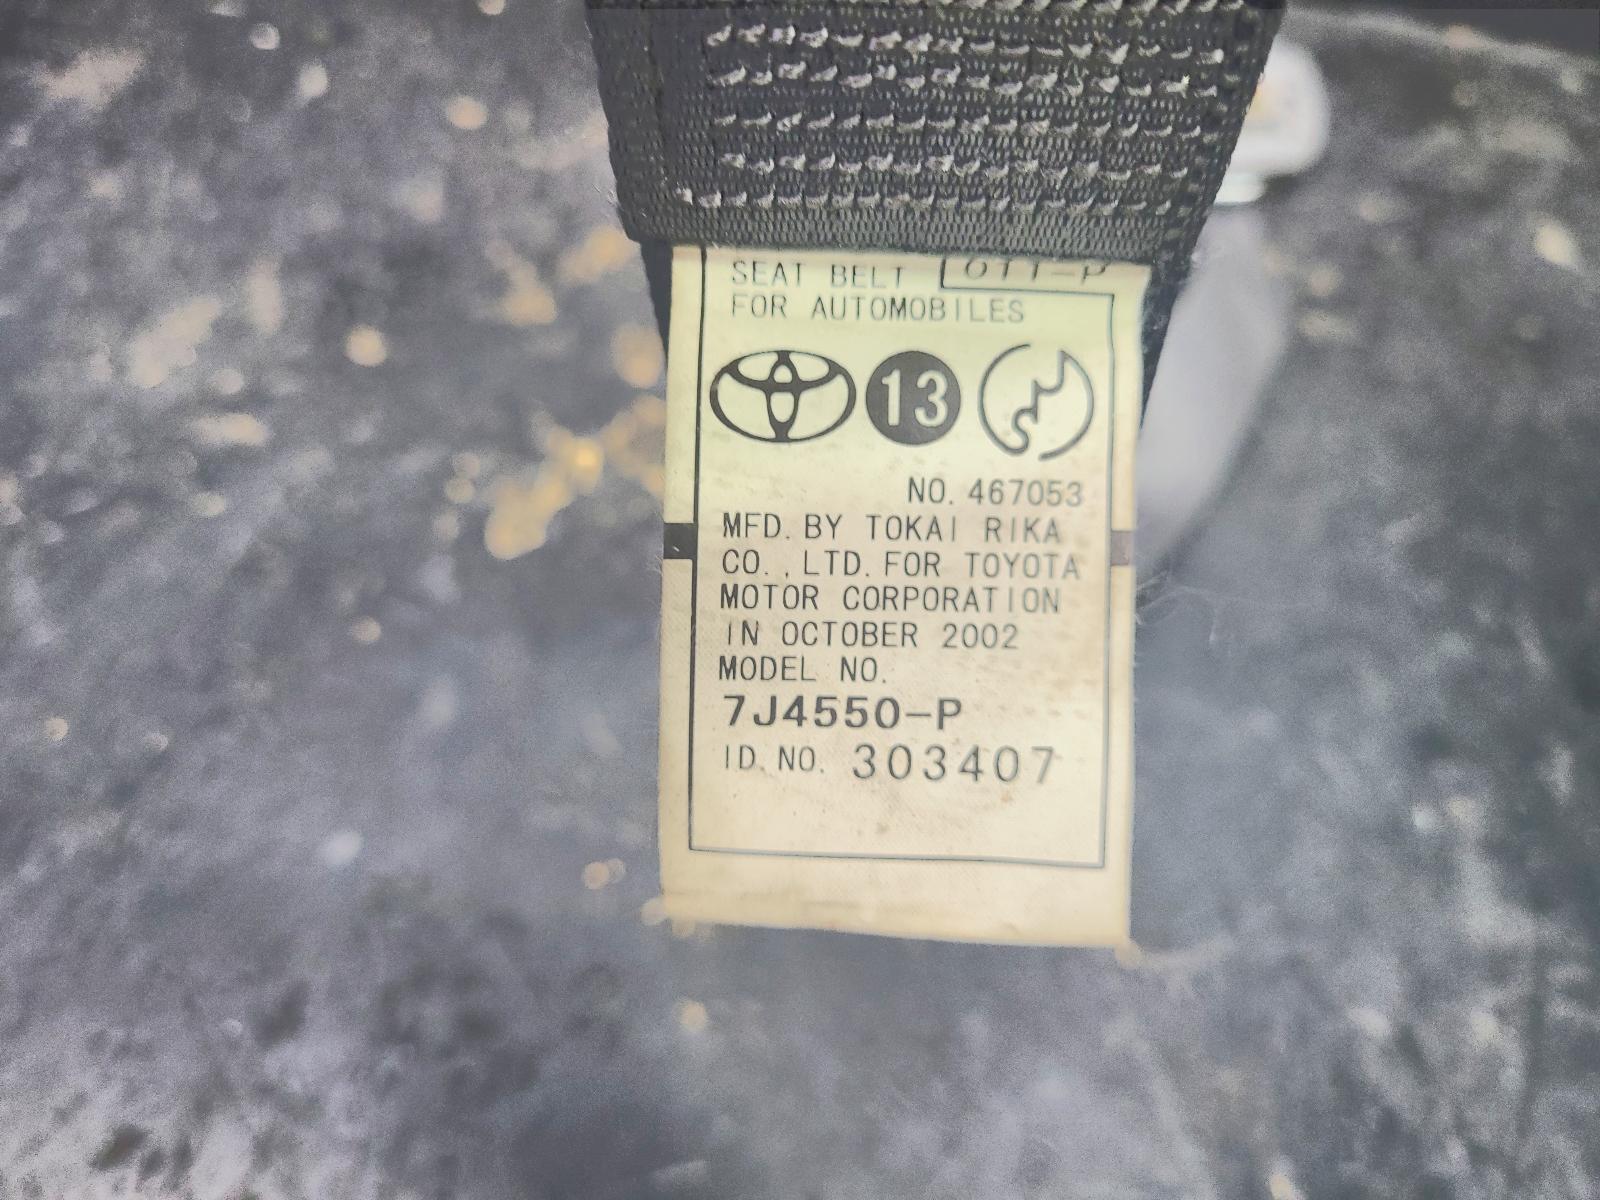 SEAT BELT
FOR AUTOMOBILES
13
NO. 467053
MFD. BY TOKAI RIKA
CO., LTD. FOR TOYOTA
MOTOR CORPORATION
IN OCTOBER 2002
MODEL NO.
7J4550-P
ID. NO. 303407